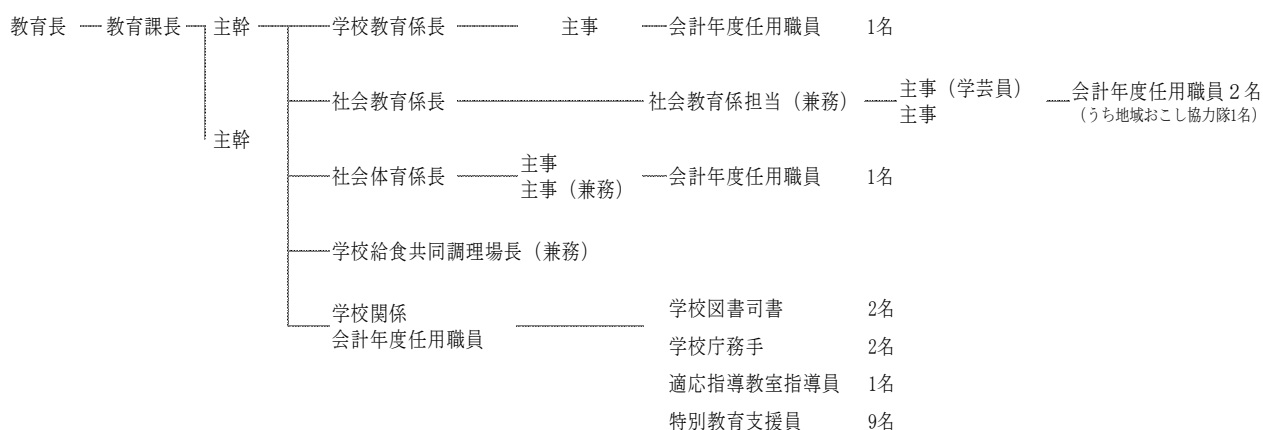 教育長 教育課長 主幹 学校教育係長 主事 会計年度任用職員 1名
社会教育係長 社会教育係担当（兼務） 主事（学芸員） 会計年度任用職員２名
主事 （うち地域おこし協力隊1名）
主幹
社会体育係長 主事 会計年度任用職員 1名
主事（兼務）
学校給食共同調理場長（兼務）
学校関係
会計年度任用職員
学校図書司書 2名
学校庁務手 2名
適応指導教室指導員 1名
特別教育支援員 9名